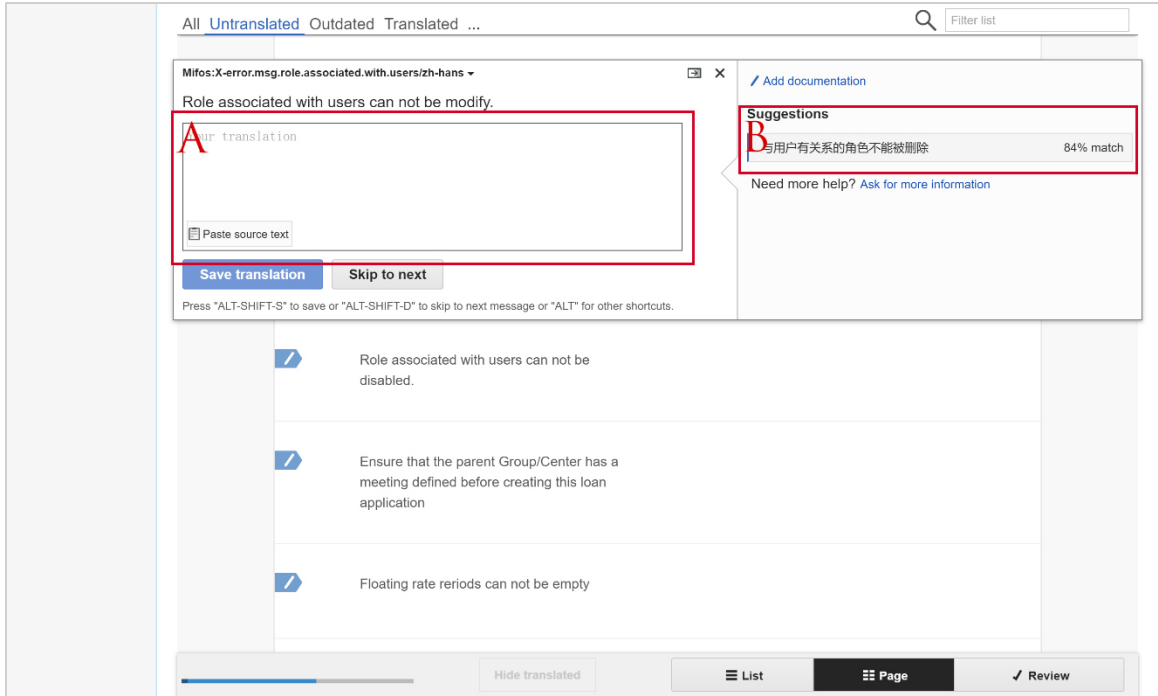 All Untranslated Outdated Translated ...
Filter list
Mifos:X-error.msg.role.associated.with.users/zh-hans
Role associated with users can not be modify.
A
Your translation
Paste source text
Save translation
Skip to next
Press "ALT-SHIFT-S" to save or "ALT-SHIFT-D" to skip to next message or "ALT" for other shortcuts.
Add documentation
Suggestions
B
与用户有关系的角色不能被删除 84% match
Need more help? Ask for more information
Role associated with users can not be
disabled.
Ensure that the parent Group/Center has a
meeting defined before creating this loan
application
Floating rate reriods can not be empty
Hide translated
List
Page
Review